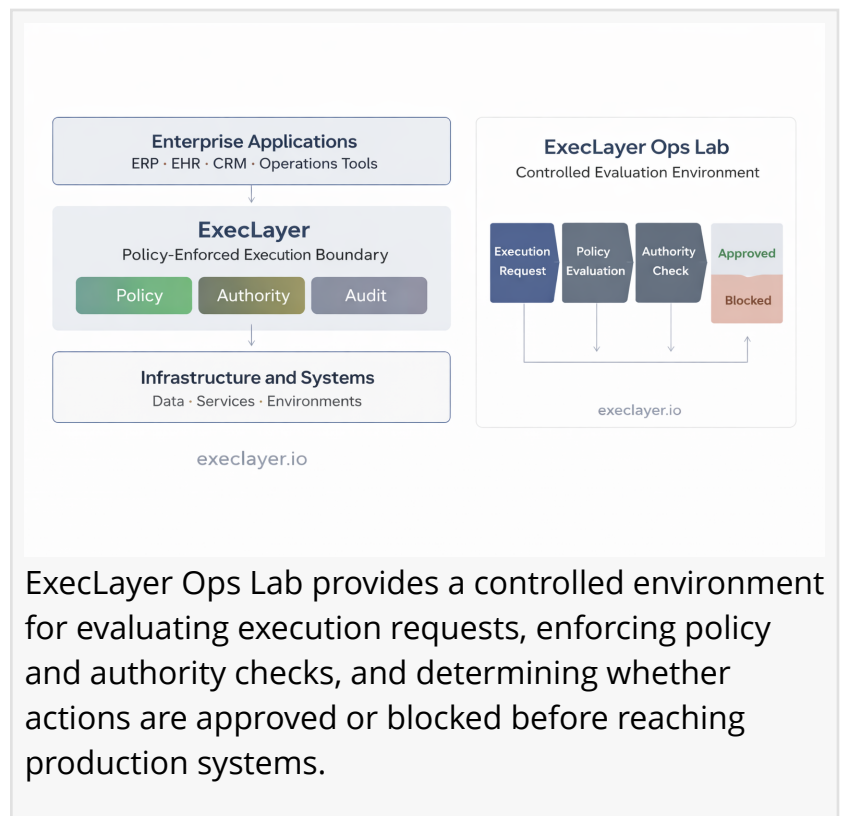 Enterprise Applications
ERP · EHR · CRM · Operations Tools
ExecLayer
Policy-Enforced Execution Boundary
Policy
Authority
Audit
Infrastructure and Systems
Data · Services · Environments
execlayer.io
ExecLayer Ops Lab
Controlled Evaluation Environment
Execution
Request
Policy
Evaluation
Authority
Check
Approved
Blocked
execlayer.io
ExecLayer Ops Lab provides a controlled environment
for evaluating execution requests, enforcing policy
and authority checks, and determining whether
actions are approved or blocked before reaching
production systems.